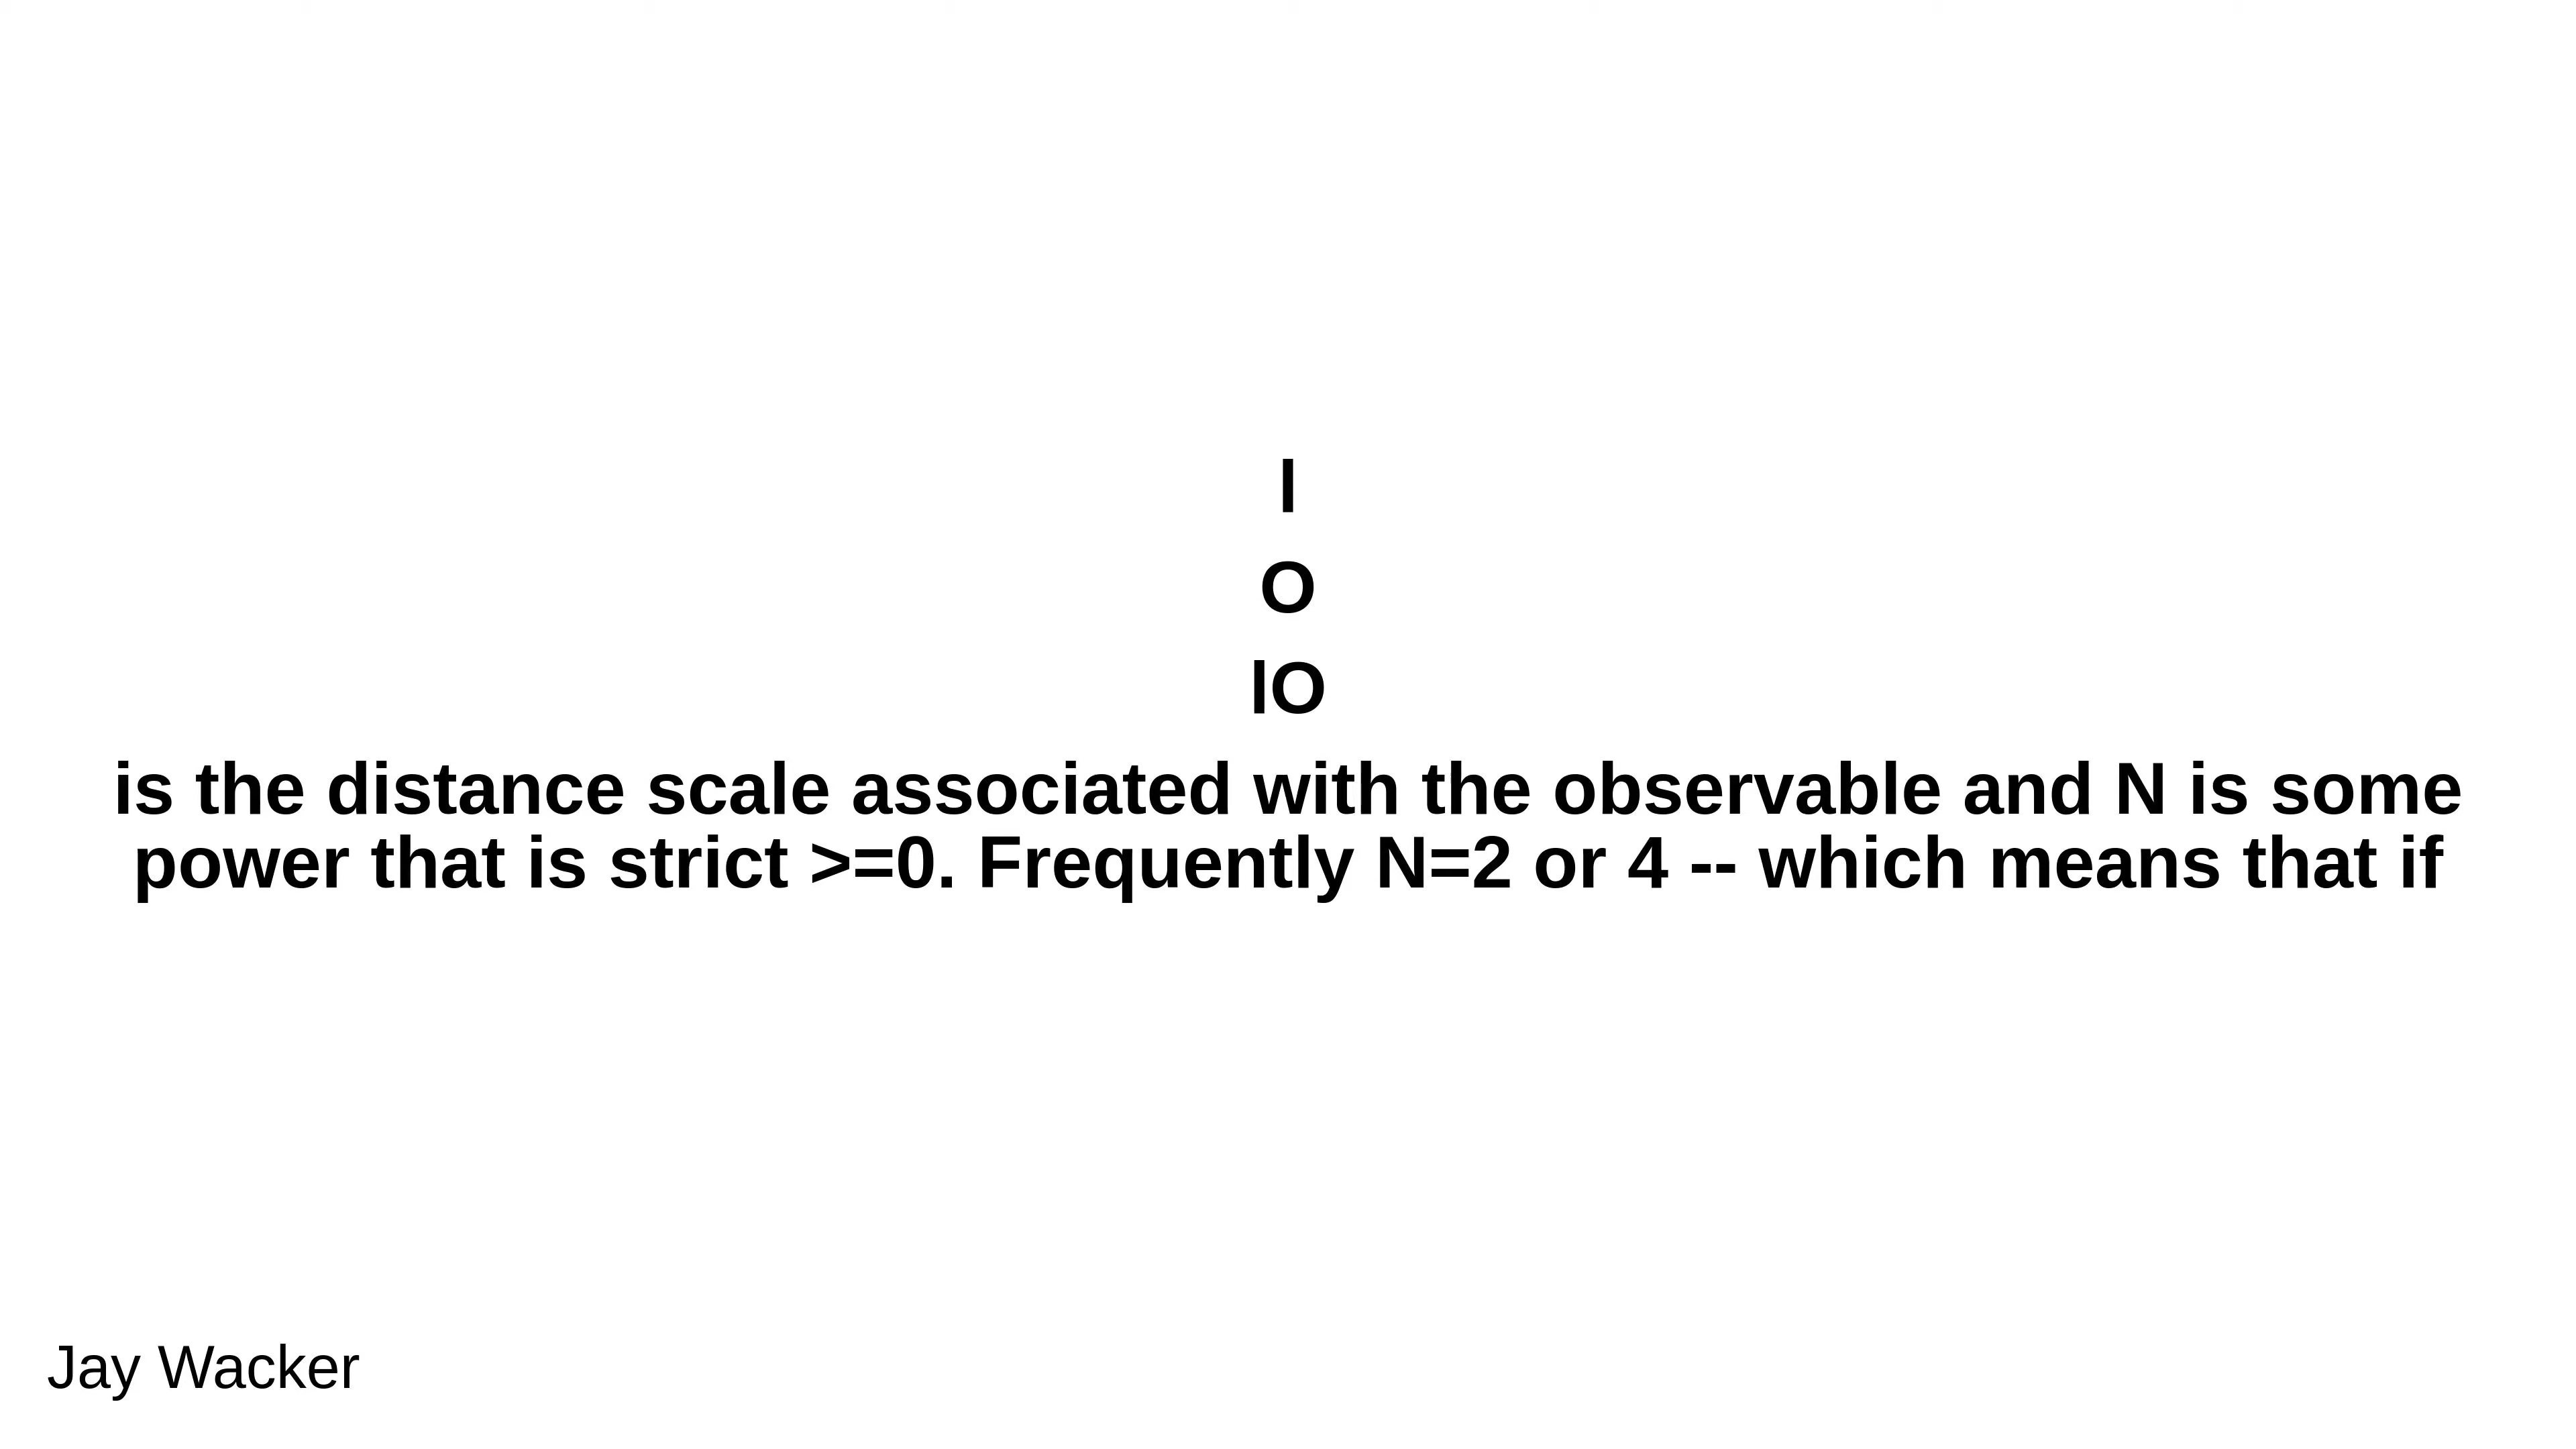 l
O
lO
is the distance scale associated with the observable and N is some
power that is strict >=0. Frequently N=2 or 4 -- which means that if
Jay Wacker